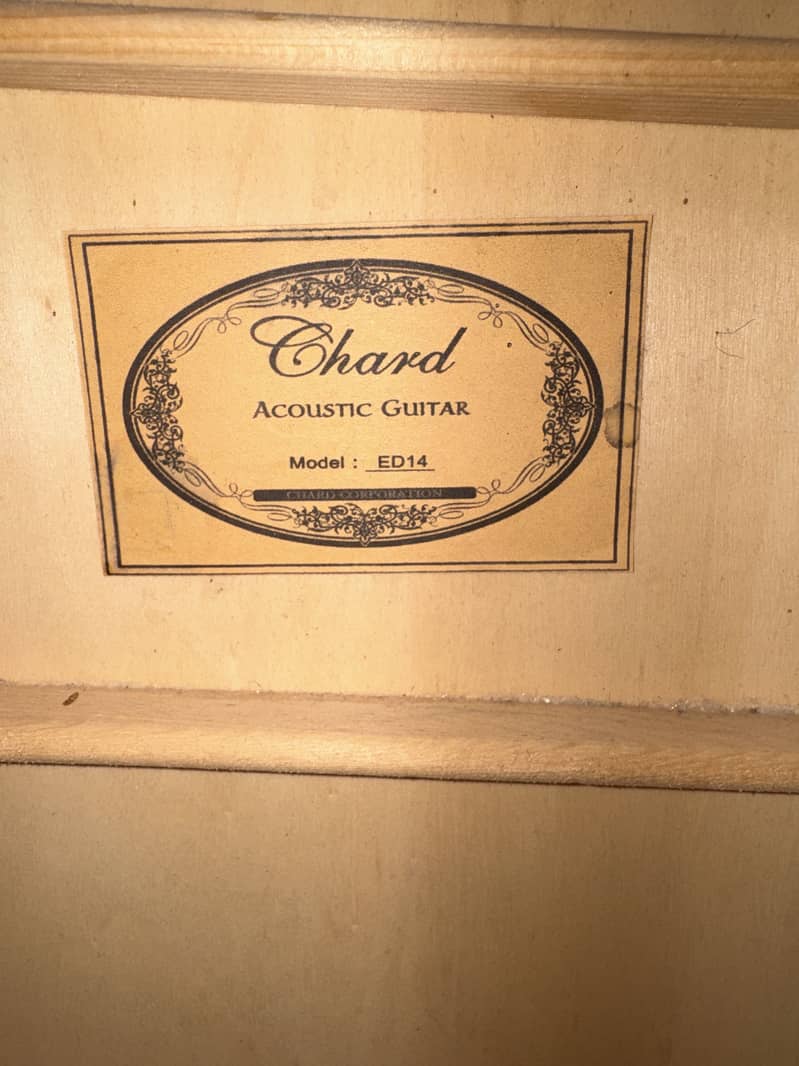 Chard
ACOUSTIC GUITAR
Model : ED14
CHARD CORPORATION